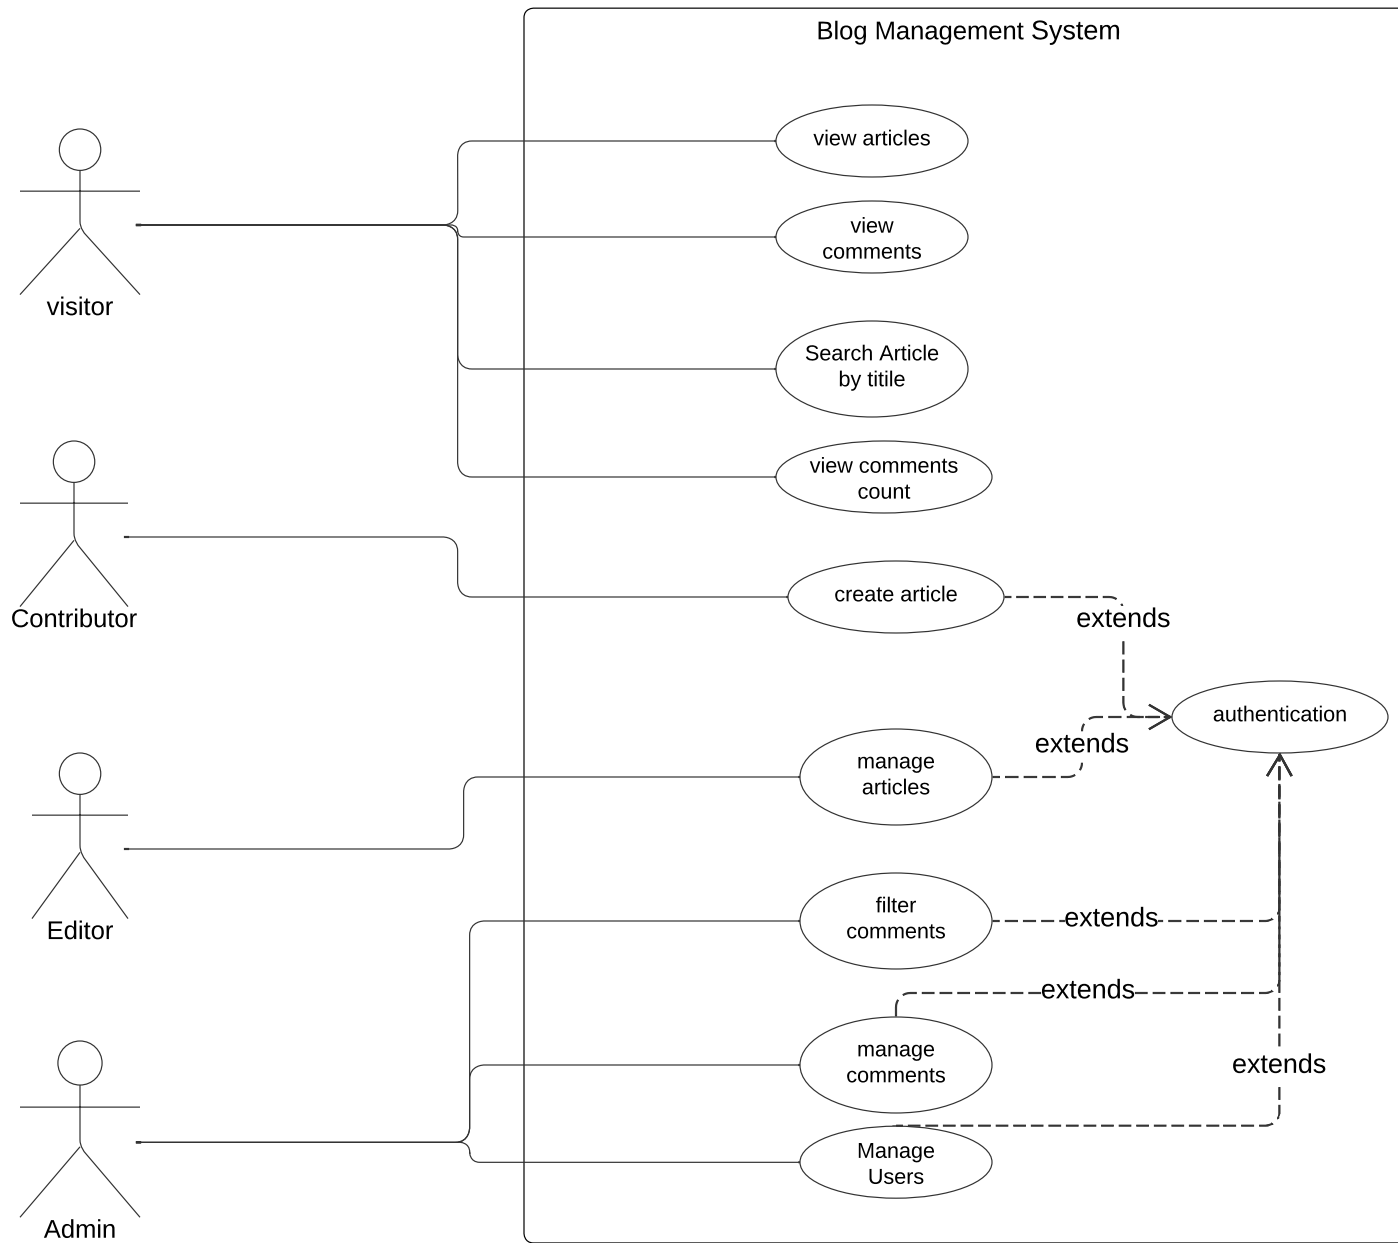 Blog Management System
view articles
view
comments
visitor
Search Article
by titile
view comments
count
create article
extends
Contributor
authentication
extends
manage
articles
filter
comments
extends
Editor
extends
manage
comments
extends
Manage
Users
Admin